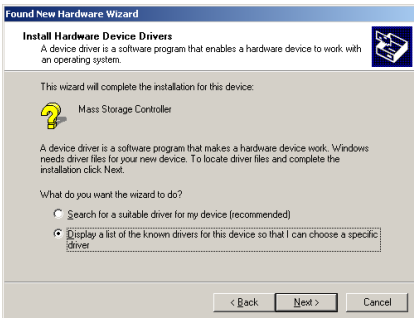 Found New Hardware Wizard
Install Hardware Device Drivers
A device driver is a software program that enables a hardware device to work with
an operating system.
This wizard will complete the installation for this device:
Mass Storage Controller
A device driver is a software program that makes a hardware device work. Windows
needs driver files for your new device. To locate driver files and complete the
installation click Next.
What do you want the wizard to do?
Search for a suitable driver for my device (recommended)
Display a list of the known drivers for this device so that I can choose a specific
driver
< Back Next > Cancel